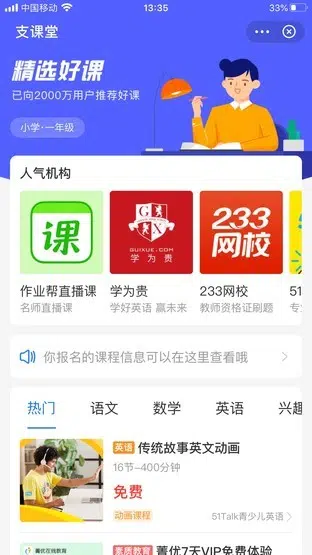 中国移动
13:35
33%
支课堂
精选好课
已向2000万用户推荐好课
小学·一年级
人气机构
课
GX
GUIXUE.COM
学为贵
233
网校
作业帮直播课
名师直播课
学为贵
学好英语 赢未来
233网校
教师资格证刷题
51
专
你报名的课程信息可以在这里查看哦
热门
语文
数学
英语
兴趣
英语 传统故事英文动画
16节-400分钟
免费
动画课程
51Talk青少儿英语
菁优在线教育
素质教育 菁优7天VIP免费体验